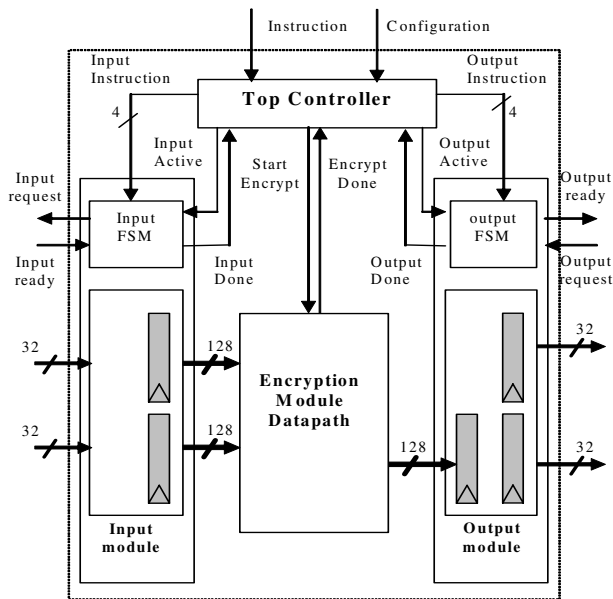 Instruction
Configuration
Input
Instruction
Output
Instruction
Top Controller
4
4
Input
Active
Start
Encrypt
Encrypt
Done
Output
Active
Input
request
Input
FSM
output
FSM
Output
ready
Input
ready
Input
Done
Output
Done
Output
request
32
128
32
Encryption
Module
Datapath
32
128
128
32
Input
module
Output
module